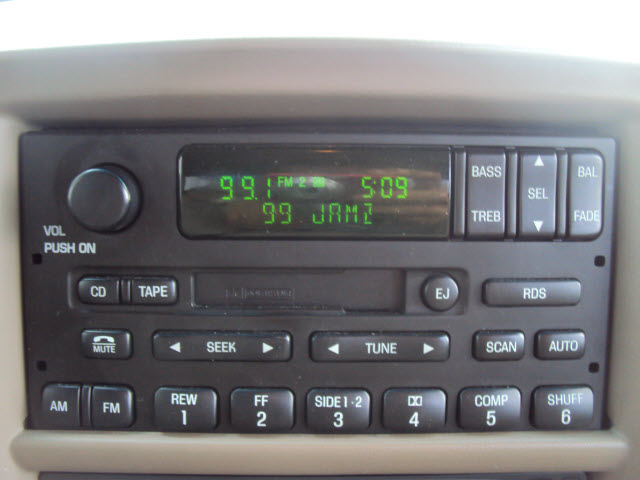 99.1 FM 2 5:09
99 JAMZ
BASS
TREB
SEL
BAL
FADE
VOL
PUSH ON
CD TAPE EJ RDS
MUTE SEEK TUNE SCAN AUTO
AM FM
REW
1
FF
2
SIDE 1·2
3
4
COMP
5
SHUFF
6